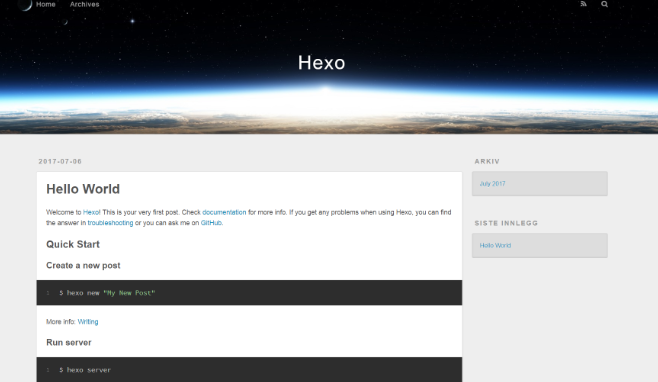 Home Archives
Hexo
2017-07-06
Hello World
Welcome to Hexo! This is your very first post. Check documentation for more info. If you get any problems when using Hexo, you can find
the answer in troubleshooting or you can ask me on GitHub.
Quick Start
Create a new post
1 $ hexo new "My New Post"
More info: Writing
Run server
1 $ hexo server
ARKIV
July 2017
SISTE INNLEGG
Hello World